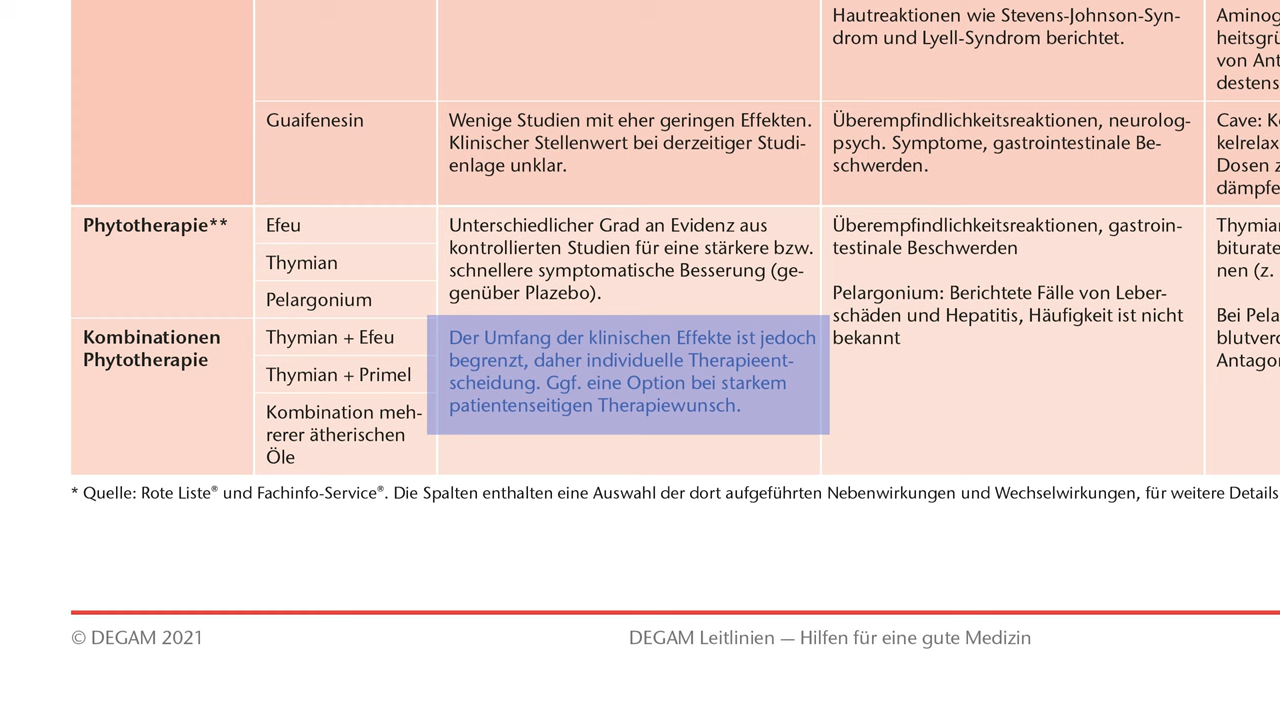 Hautreaktionen wie Stevens-Johnson-Syn-
drom und Lyell-Syndrom berichtet.
von
Guaifenesin
Wenige Studien mit eher geringen Effekten.
Klinischer Stellenwert bei derzeitiger Studi-
enlage unklar.
Überempfindlichkeitsreaktionen, neurolog-
psych. Symptome, gastrointestinale Be-
schwerden.
Cave:
Dosen
Phytotherapie**
Efeu
Thymian
Pelargonium
Unterschiedlicher Grad an Evidenz aus
kontrollierten Studien für eine stärkere bzw.
schnellere symptomatische Besserung (ge-
genüber Plazebo).
Der Umfang der klinischen Effekte ist jedoch
begrenzt, daher individuelle Therapieent-
scheidung. Ggf. eine Option bei starkem
patientenseitigen Therapiewunsch.
Überempfindlichkeitsreaktionen, gastroin-
testinale Beschwerden
Pelargonium: Berichtete Fälle von Leber-
schäden und Hepatitis, Häufigkeit ist nicht
bekannt
nen (z.
Bei
Kombinationen
Phytotherapie
Thymian + Efeu
Thymian + Primel
Kombination meh-
rerer ätherischen
Öle
* Quelle: Rote Liste® und Fachinfo-Service®. Die Spalten enthalten eine Auswahl der dort aufgeführten Nebenwirkungen und Wechselwirkungen, für weitere Details
© DEGAM 2021
DEGAM Leitlinien — Hilfen für eine gute Medizin